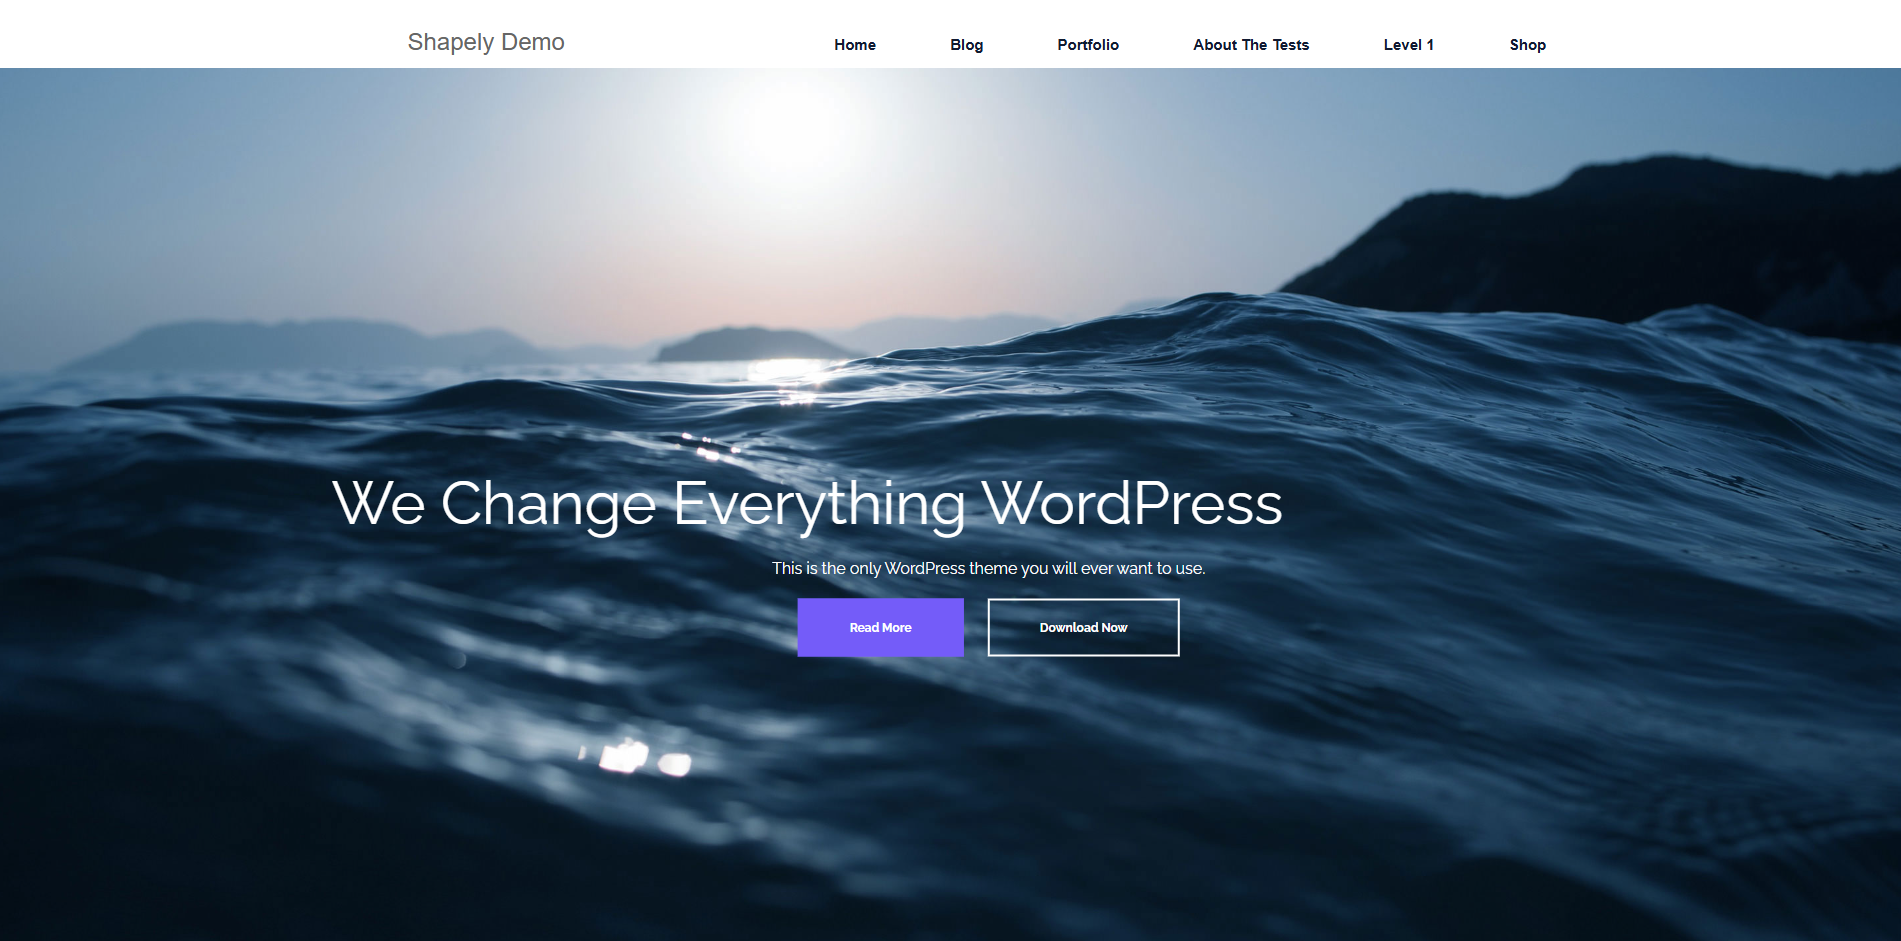 Shapely Demo
Home Blog Portfolio About The Tests Level 1 Shop
We Change Everything WordPress
This is the only WordPress theme you will ever want to use.
Read More Download Now